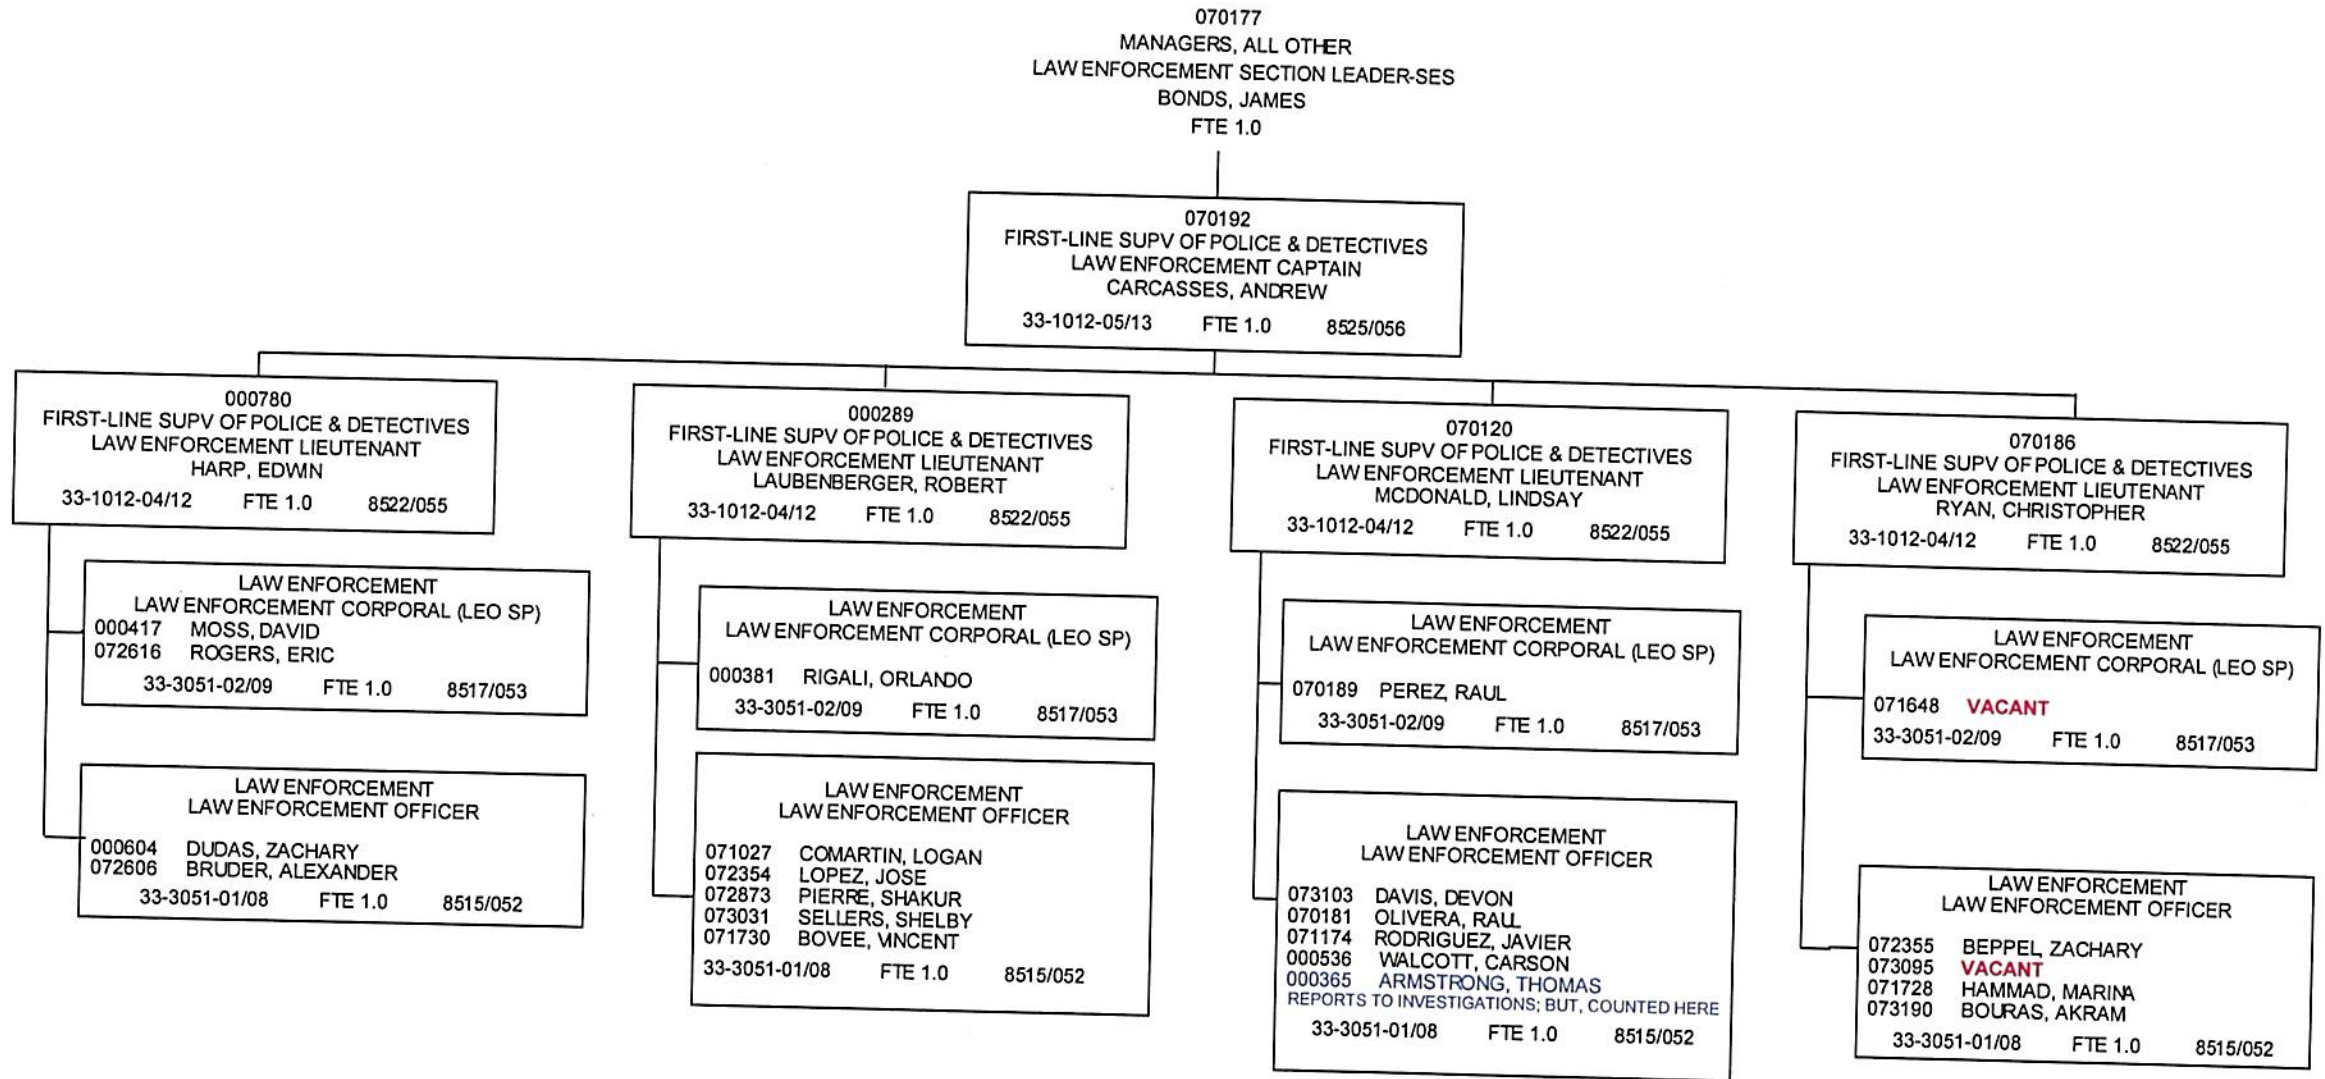 070177
MANAGERS, ALL OTHER
LAW ENFORCEMENT SECTION LEADER-SES
BONDS, JAMES
FTE 1.0
070192
FIRST-LINE SUPV OF POLICE & DETECTIVES
LAW ENFORCEMENT CAPTAIN
CARCASSES, ANDREW
33-1012-05/13 FTE 1.0 8525/056
000780
FIRST-LINE SUPV OF POLICE & DETECTIVES
LAW ENFORCEMENT LIEUTENANT
HARP, EDWIN
33-1012-04/12 FTE 1.0 8522/055
LAW ENFORCEMENT
LAW ENFORCEMENT CORPORAL (LEO SP)
000417 MOSS, DAVID
072616 ROGERS, ERIC
33-3051-02/09 FTE 1.0 8517/053
LAW ENFORCEMENT
LAW ENFORCEMENT OFFICER
000604 DUDAS, ZACHARY
072606 BRUDER, ALEXANDER
33-3051-01/08 FTE 1.0 8515/052
000289
FIRST-LINE SUPV OF POLICE & DETECTIVES
LAW ENFORCEMENT LIEUTENANT
LAUBENBERGER, ROBERT
33-1012-04/12 FTE 1.0 8522/055
LAW ENFORCEMENT
LAW ENFORCEMENT CORPORAL (LEO SP)
000381 RIGALI, ORLANDO
33-3051-02/09 FTE 1.0 8517/053
LAW ENFORCEMENT
LAW ENFORCEMENT OFFICER
071027 COMARTIN, LOGAN
072354 LOPEZ, JOSE
072873 PIERRE, SHAKUR
073031 SELLERS, SHELBY
071730 BOVEE, VINCENT
33-3051-01/08 FTE 1.0 8515/052
070120
FIRST-LINE SUPV OF POLICE & DETECTIVES
LAW ENFORCEMENT LIEUTENANT
MCDONALD, LINDSAY
33-1012-04/12 FTE 1.0 8522/055
LAW ENFORCEMENT
LAW ENFORCEMENT CORPORAL (LEO SP)
070189 PEREZ, RAUL
33-3051-02/09 FTE 1.0 8517/053
LAW ENFORCEMENT
LAW ENFORCEMENT OFFICER
073103 DAVIS, DEVON
070181 OLIVERA, RAUL
071174 RODRIGUEZ, JAVIER
000536 WALCOTT, CARSON
000365 ARMSTRONG, THOMAS
REPORTS TO INVESTIGATIONS; BUT, COUNTED HERE
33-3051-01/08 FTE 1.0 8515/052
070186
FIRST-LINE SUPV OF POLICE & DETECTIVES
LAW ENFORCEMENT LIEUTENANT
RYAN, CHRISTOPHER
33-1012-04/12 FTE 1.0 8522/055
LAW ENFORCEMENT
LAW ENFORCEMENT CORPORAL (LEO SP)
071648 VACANT
33-3051-02/09 FTE 1.0 8517/053
LAW ENFORCEMENT
LAW ENFORCEMENT OFFICER
072355 BEPPEL, ZACHARY
073095 VACANT
071728 HAMMAD, MARINA
073190 BOURAS, AKRAM
33-3051-01/08 FTE 1.0 8515/052